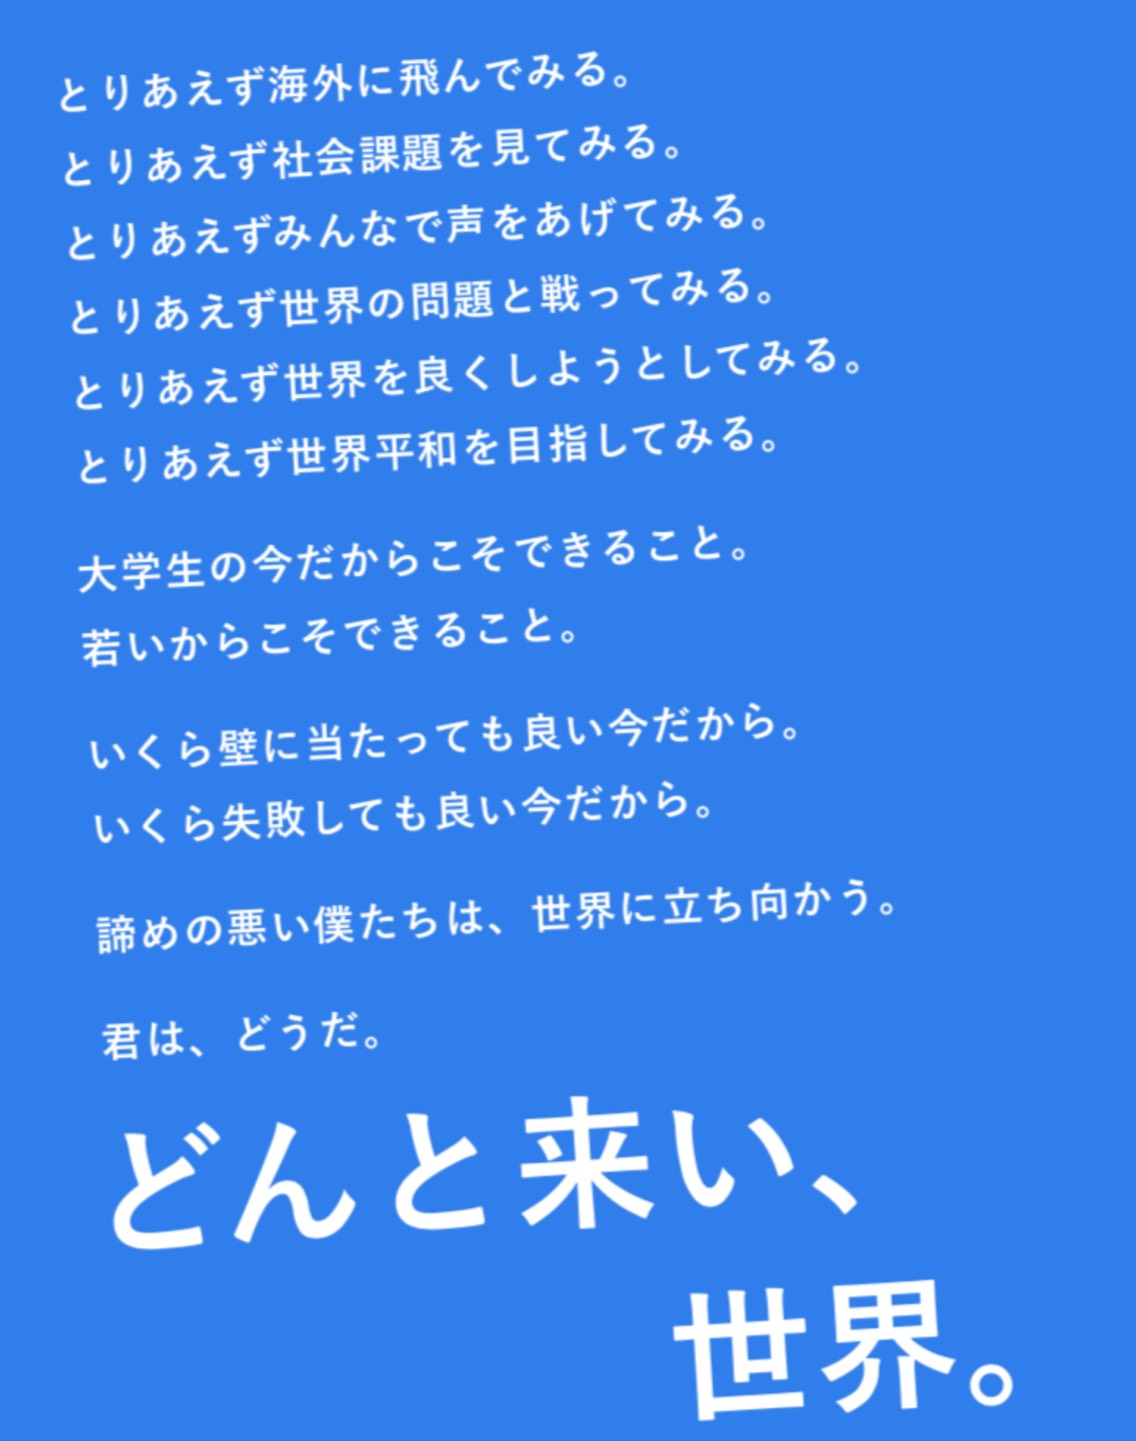 とりあえず海外に飛んでみる。
とりあえず社会課題を見てみる。
とりあえずみんなで声をあげてみる。
とりあえず世界の問題と戦ってみる。
とりあえず世界を良くしようとしてみる。
とりあえず世界平和を目指してみる。
大学生の今だからこそできること。
若いからこそできること。
いくら壁に当たっても良い今だから。
いくら失敗しても良い今だから。
諦めの悪い僕たちは、世界に立ち向かう。
君は、どうだ。
どんと来い、
世界。